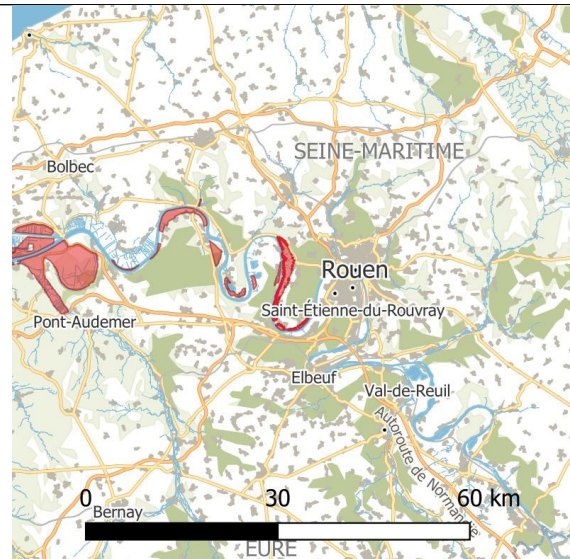 SEINE-MARITIME
Bolbec
Rouen
Saint-Étienne-du-Rouvray
Pont-Audemer
Elbeuf
Val-de-Reuil
Autoroute de Normandie
0 30 60 km
Bernay
EURE